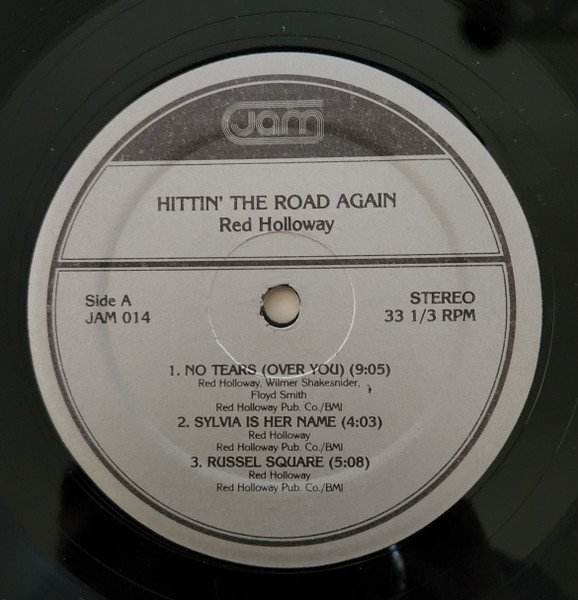 Jam
HITTIN' THE ROAD AGAIN
Red Holloway
Side A
JAM 014
STEREO
33 1/3 RPM
1. NO TEARS (OVER YOU) (9:05)
Red Holloway, Wilmer Shakesnider,
Floyd Smith
Red Holloway Pub. Co./BMI
2. SYLVIA IS HER NAME (4:03)
Red Holloway
Red Holloway Pub. Co./BMI
3. RUSSEL SQUARE (5:08)
Red Holloway
Red Holloway Pub. Co./BMI